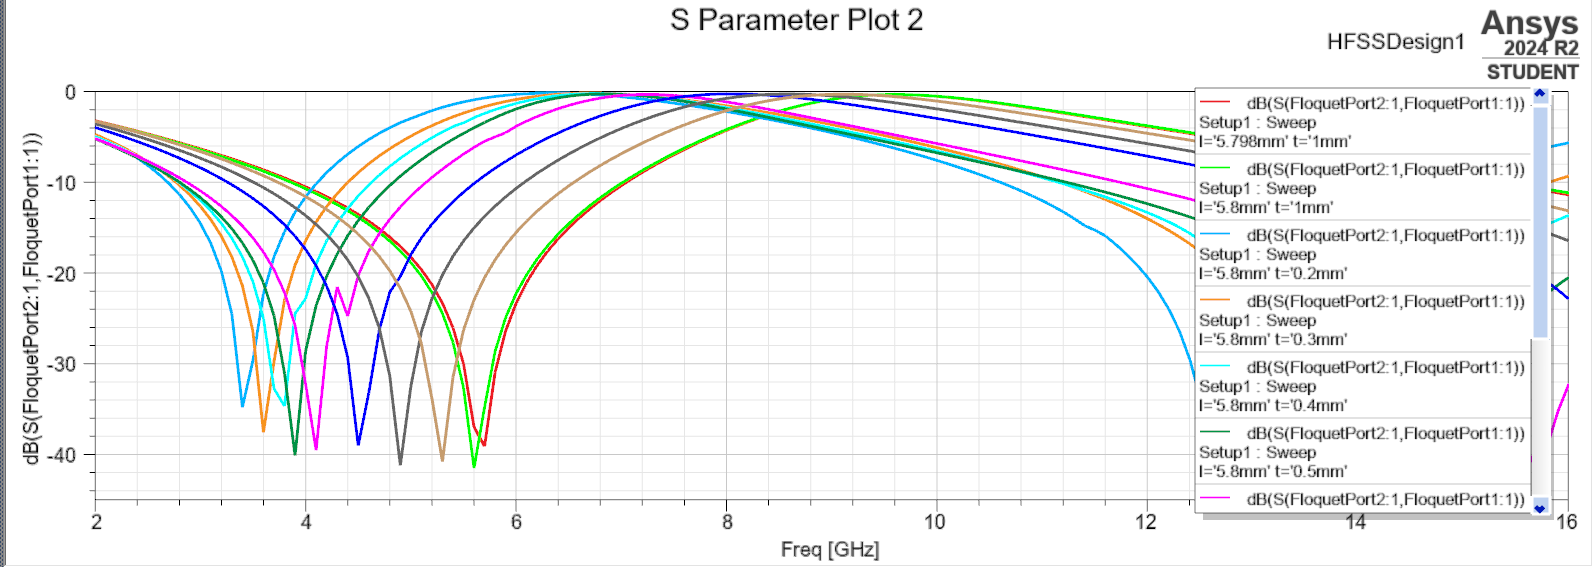 S Parameter Plot 2
HFSSDesign1
Ansys
2024 R2
STUDENT
dB(S(FloquetPort2:1,FloquetPort1:1))
0
-10
-20
-30
-40
2
4
6
8
10
12
14
16
Freq [GHz]
dB(S(FloquetPort2:1,FloquetPort1:1))
Setup1 : Sweep
l='5.798mm' t='1mm'
dB(S(FloquetPort2:1,FloquetPort1:1))
Setup1 : Sweep
l='5.8mm' t='1mm'
dB(S(FloquetPort2:1,FloquetPort1:1))
Setup1 : Sweep
l='5.8mm' t='0.2mm'
dB(S(FloquetPort2:1,FloquetPort1:1))
Setup1 : Sweep
l='5.8mm' t='0.3mm'
dB(S(FloquetPort2:1,FloquetPort1:1))
Setup1 : Sweep
l='5.8mm' t='0.4mm'
dB(S(FloquetPort2:1,FloquetPort1:1))
Setup1 : Sweep
l='5.8mm' t='0.5mm'
dB(S(FloquetPort2:1,FloquetPort1:1))